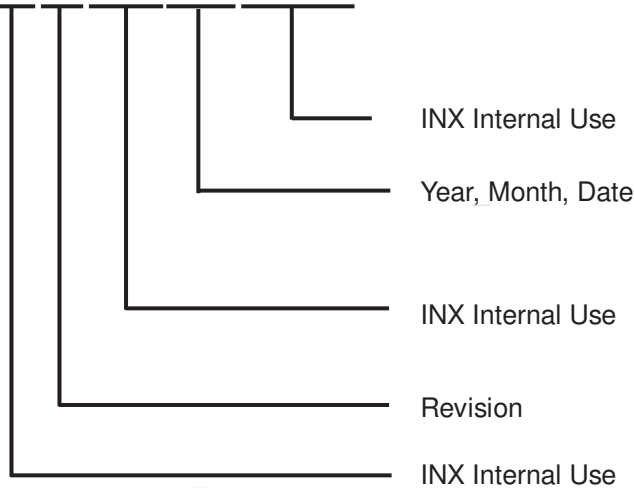 INX Internal Use
Year, Month, Date
INX Internal Use
Revision
INX Internal Use